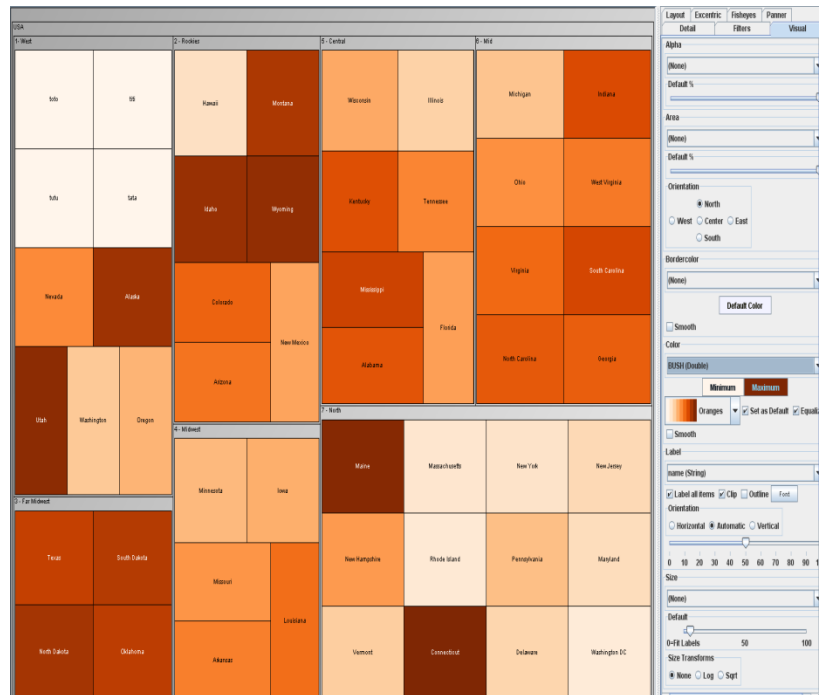 USA
1- West
toto
titi
tutu
tata
Nevada
Alaska
Utah
Washington
Oregon
3 - Far Midwest
Texas
South Dakota
North Dakota
Oklahoma
2 - Rookies
Hawaii
Montana
Idaho
Wyoming
Colorado
New Mexico
Arizona
4 - Midwest
Minnesota
Iowa
Missouri
Louisiana
Arkansas
5 - Central
Wisconsin
Illinois
Kentucky
Tennessee
Mississippi
Florida
Alabama
6 - Mid
Michigan
Indiana
Ohio
West Virginia
Virginia
South Carolina
North Carolina
Georgia
7 - North
Maine
Massachusetts
New York
New Jersey
New Hampshire
Rhode Island
Pennsylvania
Maryland
Vermont
Connecticut
Delaware
Washington DC
Layout Excentric Fisheyes Panner
Detail Filters Visual
Alpha
(None)
Default %
Area
(None)
Default %
Orientation
North
West Center East
South
Bordercolor
(None)
Default Color
Smooth
Color
BUSH (Double)
Minimum Maximum
Oranges Set as Default Equaliz
Smooth
Label
name (String)
Label all items Clip Outline Font
Orientation
Horizontal Automatic Vertical
0 10 20 30 40 50 60 70 80 90
Size
(None)
Default
0=Fit Labels 50 100
Size Transforms
None Log Sqrt